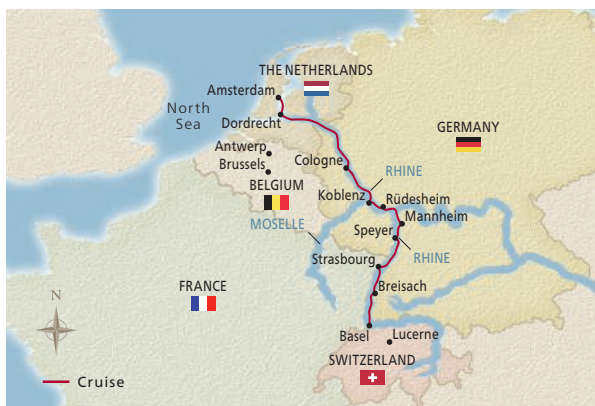 THE NETHERLANDS
Amsterdam
North
Sea
Dordrecht
GERMANY
Antwerp
Brussels
Cologne
RHINE
BELGIUM
Koblenz
Rüdesheim
Mannheim
MOSELLE
Speyer
Strasbourg
RHINE
FRANCE
Breisach
N
Basel
Lucerne
SWITZERLAND
Cruise